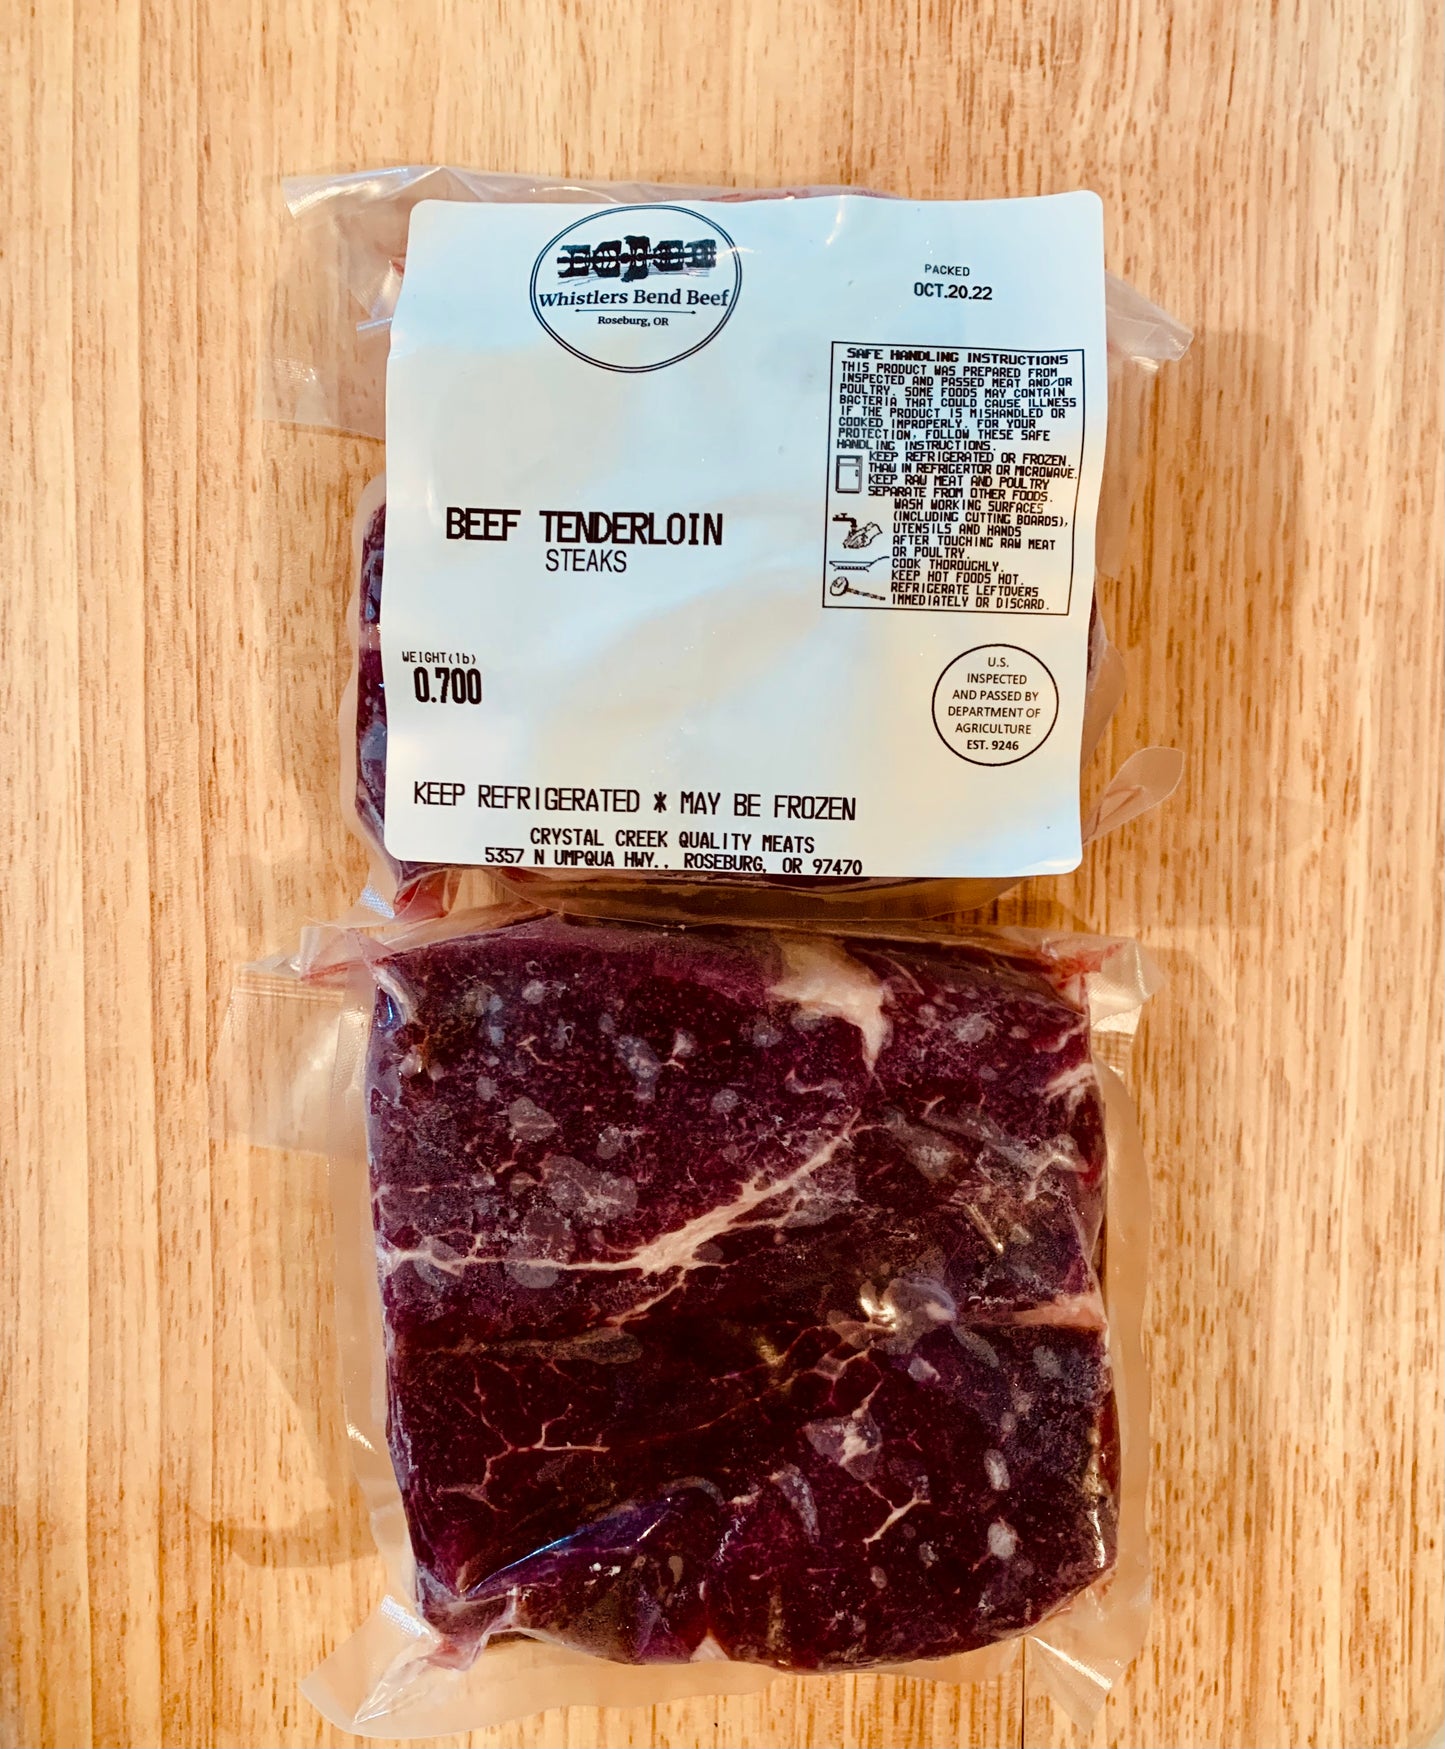 Whistlers Bend Beef
Roseburg, OR
PACKED
OCT.20.22
SAFE HANDLING INSTRUCTIONS
THIS PRODUCT WAS PREPARED FROM
INSPECTED AND PASSED MEAT AND/OR
POULTRY. SOME FOODS MAY CONTAIN
BACTERIA THAT COULD CAUSE ILLNESS
IF THE PRODUCT IS MISHANDLED OR
COOKED IMPROPERLY. FOR YOUR
PROTECTION, FOLLOW THESE SAFE
HANDLING INSTRUCTIONS.
KEEP REFRIGERATED OR FROZEN.
THAW IN REFRIGERTOR OR MICROWAVE.
KEEP RAW MEAT AND POULTRY
SEPARATE FROM OTHER FOODS.
WASH WORKING SURFACES
(INCLUDING CUTTING BOARDS),
UTENSILS AND HANDS
AFTER TOUCHING RAW MEAT
OR POULTRY.
COOK THOROUGHLY.
KEEP HOT FOODS HOT.
REFRIGERATE LEFTOVERS
IMMEDIATELY OR DISCARD.
BEEF TENDERLOIN
STEAKS
WEIGHT(lb)
0.700
U.S.
INSPECTED
AND PASSED BY
DEPARTMENT OF
AGRICULTURE
EST. 9246
KEEP REFRIGERATED * MAY BE FROZEN
CRYSTAL CREEK QUALITY MEATS
5357 N UMPQUA HWY., ROSEBURG, OR 97470